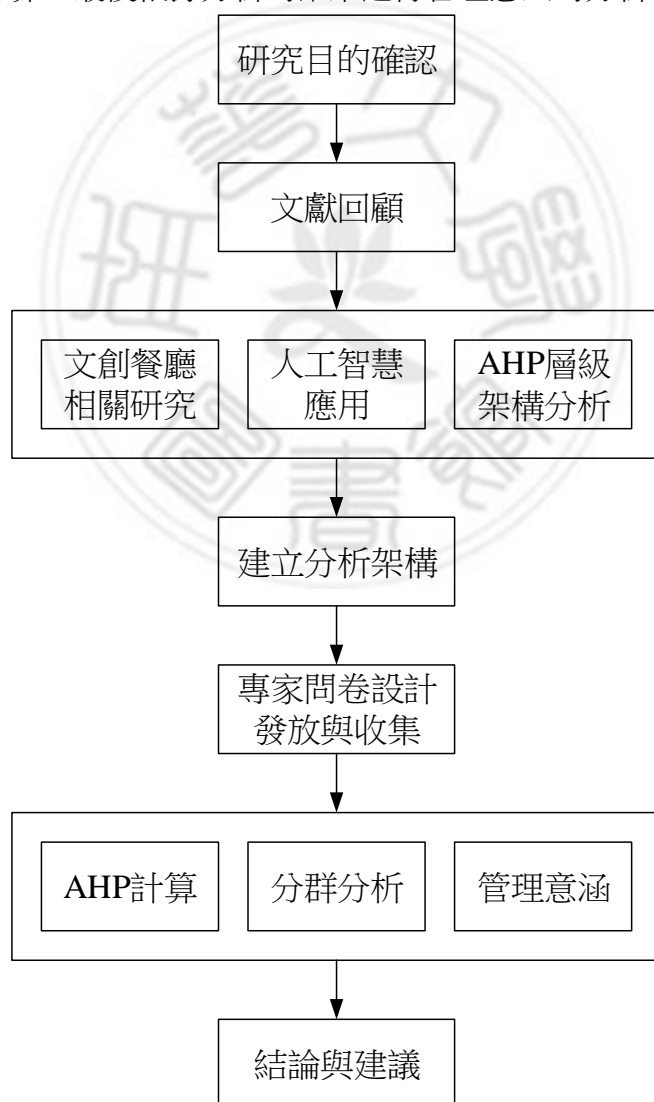 研究目的確認
文獻回顧
文創餐廳
相關研究
人工智慧
應用
AHP層級
架構分析
建立分析架構
專家問卷設計
發放與收集
AHP計算
分群分析
管理意涵
結論與建議